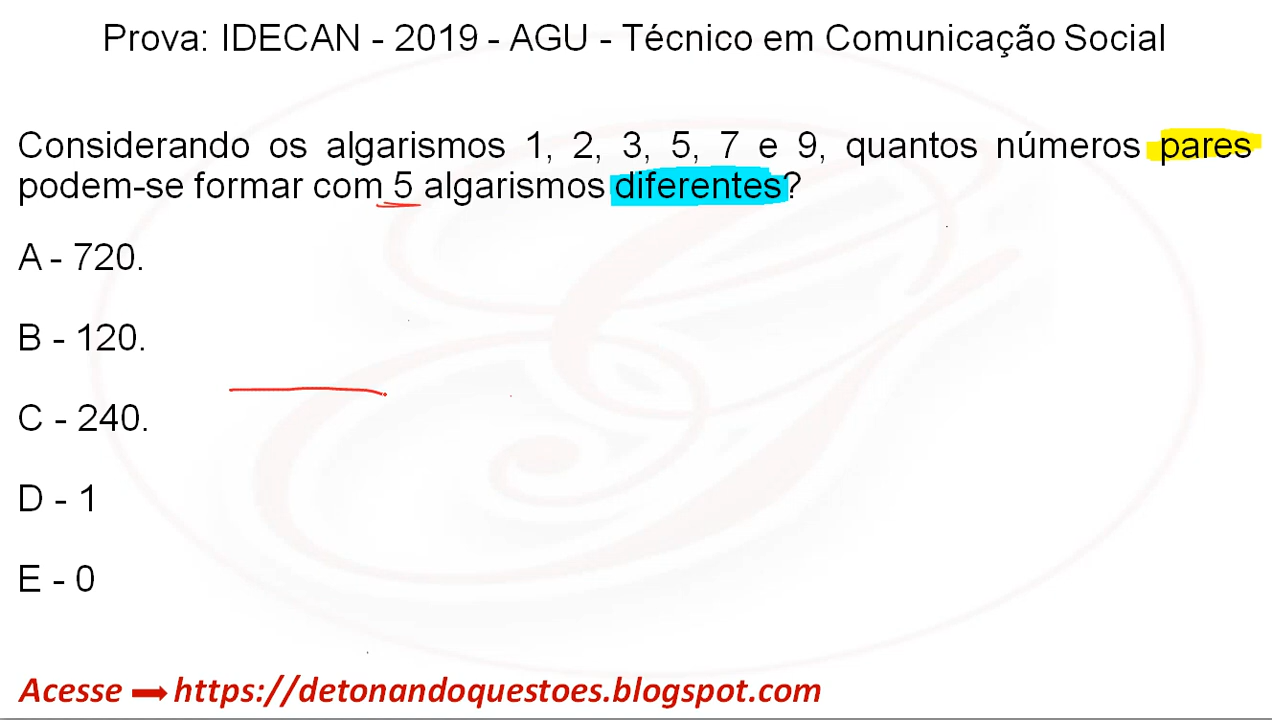 Prova: IDECAN - 2019 - AGU - Técnico em Comunicação Social
Considerando os algarismos 1, 2, 3, 5, 7 e 9, quantos números pares
podem-se formar com 5 algarismos diferentes?
A - 720.
B - 120.
C - 240.
D - 1
E - 0
Acesse ➡ https://detonandoquestoes.blogspot.com